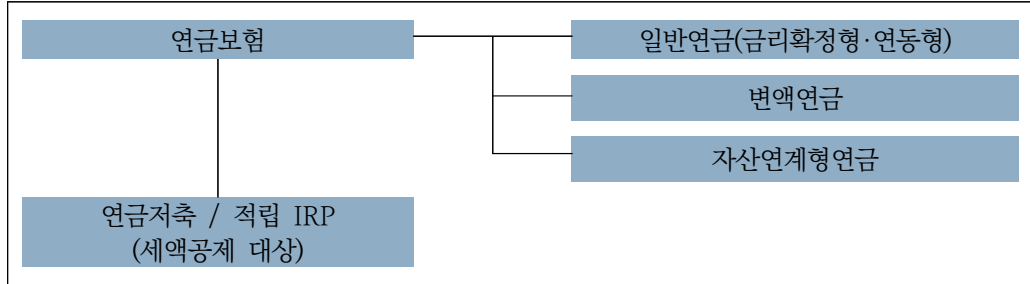 연금보험
일반연금(금리확정형·연동형)
변액연금
자산연계형연금
연금저축 / 적립 IRP
(세액공제 대상)